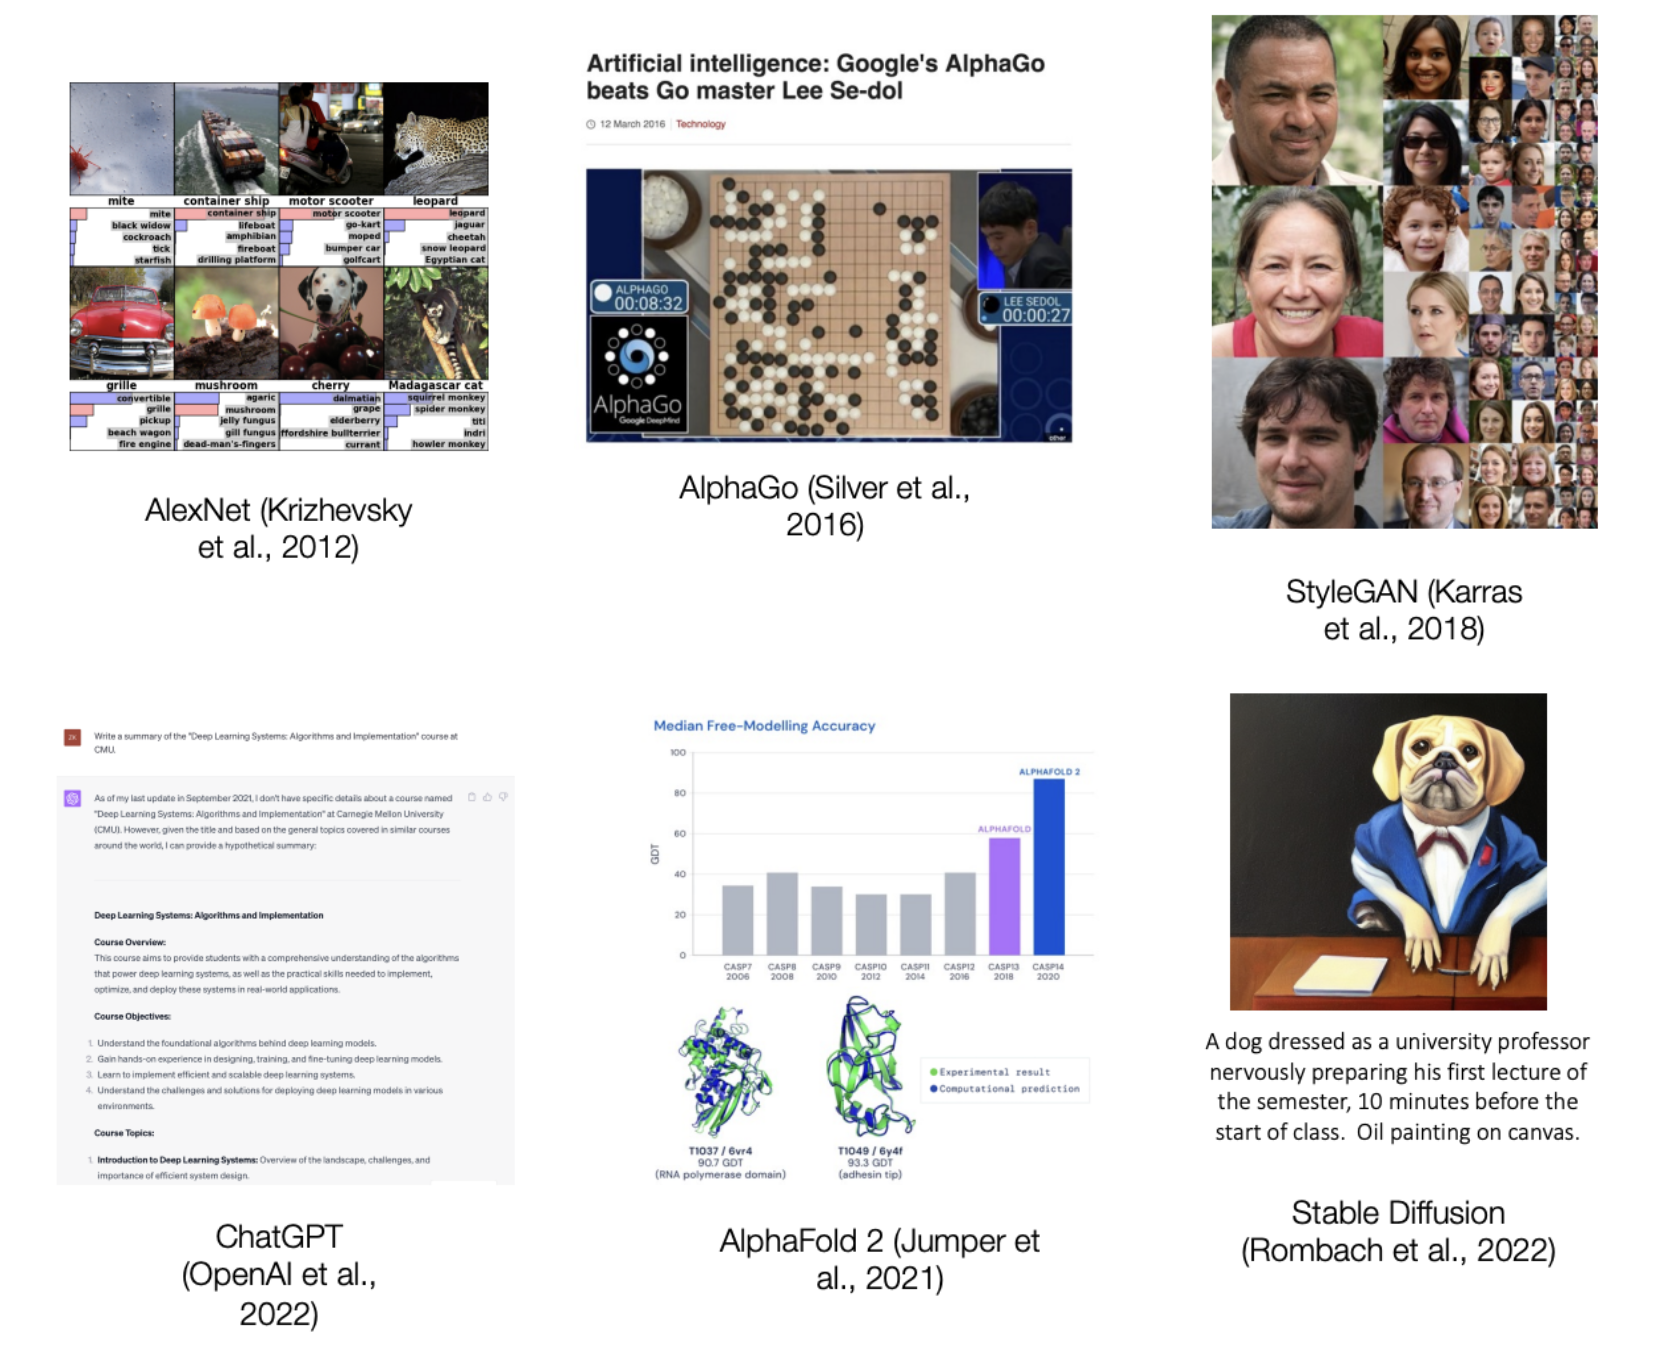 mite
container ship
motor scooter
leopard
mite
black widow
cockroach
tick
starfish
container ship
lifeboat
amphibian
fireboat
drilling platform
motor scooter
go-kart
moped
bumper car
golfcart
leopard
jaguar
cheetah
snow leopard
Egyptian cat
grille
mushroom
cherry
Madagascar cat
convertible
grille
pickup
beach wagon
fire engine
agaric
mushroom
jelly fungus
gill fungus
dead-man's-fingers
dalmatian
grape
elderberry
ffordshire bullterrier
currant
squirrel monkey
spider monkey
titi
indri
howler monkey
AlexNet (Krizhevsky
et al., 2012)
Artificial intelligence: Google's AlphaGo
beats Go master Lee Se-dol
12 March 2016 Technology
ALPHAGO
00:08:32
LEE SEDOL
00:00:27
AlphaGo
Google DeepMind
other
AlphaGo (Silver et al.,
2016)
StyleGAN (Karras
et al., 2018)
Write a summary of the "Deep Learning Systems: Algorithms and Implementation" course at
CMU.
As of my last update in September 2021, I don't have specific details about a course named
"Deep Learning Systems: Algorithms and Implementation" at Carnegie Mellon University
(CMU). However, given the title and based on the general topics covered in similar courses
around the world, I can provide a hypothetical summary:
Deep Learning Systems: Algorithms and Implementation
Course Overview:
This course aims to provide students with a comprehensive understanding of the algorithms
that power deep learning systems, as well as the practical skills needed to implement,
optimize, and deploy these systems in real-world applications.
Course Objectives:
1. Understand the foundational algorithms behind deep learning models.
2. Gain hands-on experience in designing, training, and fine-tuning deep learning models.
3. Learn to implement efficient and scalable deep learning systems.
4. Understand the challenges and solutions for deploying deep learning models in various
environments.
Course Topics:
1. Introduction to Deep Learning Systems: Overview of the landscape, challenges, and
importance of efficient system design.
ChatGPT
(OpenAI et al.,
2022)
Median Free-Modelling Accuracy
GDT
100
80
60
40
20
0
ALPHAFOLD
ALPHAFOLD 2
CASP7
2006
CASP8
2008
CASP9
2010
CASP10
2012
CASP11
2014
CASP12
2016
CASP13
2018
CASP14
2020
Experimental result
Computational prediction
T1037 / 6vr4
90.7 GDT
(RNA polymerase domain)
T1049 / 6y4f
93.3 GDT
(adhesin tip)
AlphaFold 2 (Jumper et
al., 2021)
A dog dressed as a university professor
nervously preparing his first lecture of
the semester, 10 minutes before the
start of class. Oil painting on canvas.
Stable Diffusion
(Rombach et al., 2022)